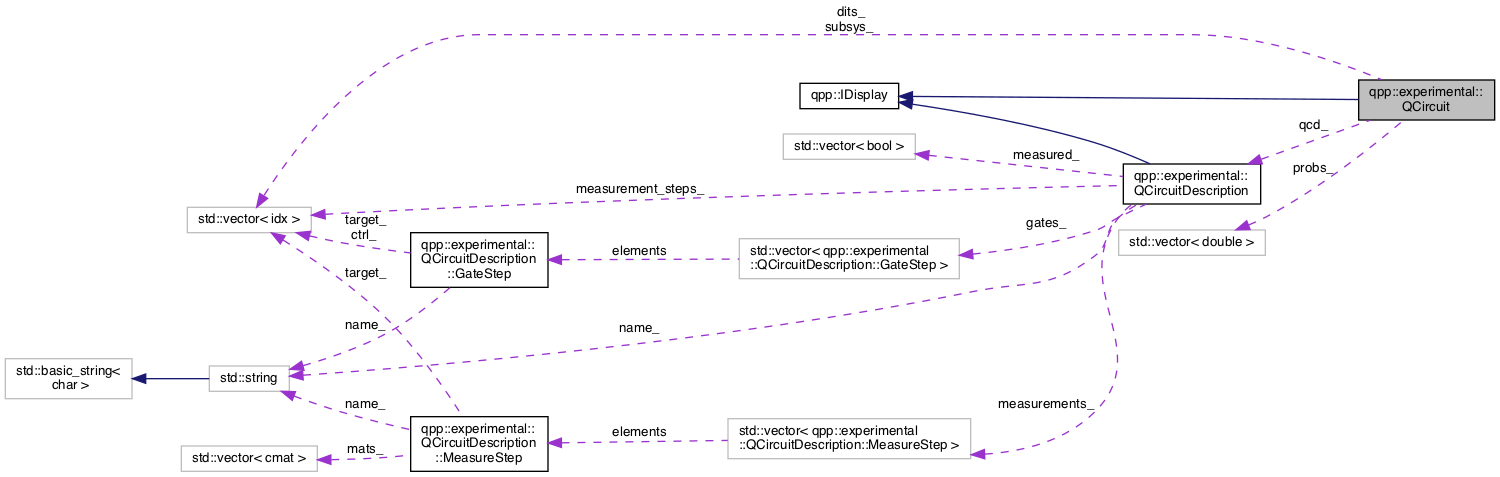 dits_
subsys_
qpp::experimental::
QCircuit
qpp::IDisplay
qcd_
std::vector< bool >
measured_
probs_
qpp::experimental::
QCircuitDescription
measurement_steps_
std::vector< idx >
target_
ctrl_
gates_
std::vector< double >
qpp::experimental::
QCircuitDescription
::GateStep
elements
std::vector< qpp::experimental
::QCircuitDescription::GateStep >
target_
name_
name_
std::basic_string<
char >
std::string
name_
measurements_
qpp::experimental::
QCircuitDescription
::MeasureStep
elements
std::vector< qpp::experimental
::QCircuitDescription::MeasureStep >
std::vector< cmat >
mats_